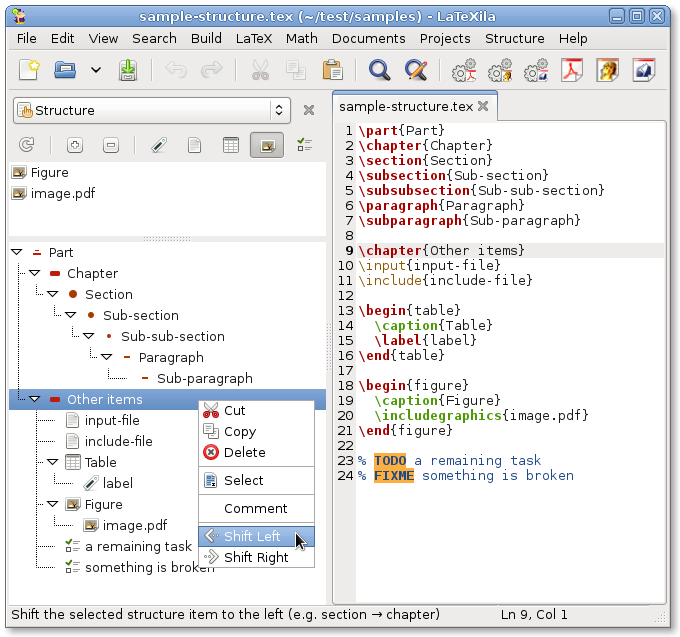 sample-structure.tex (~/test/samples) - LaTeXila
File Edit View Search Build LaTeX Math Documents Projects Structure Help
Structure
Figure
image.pdf
Part
Chapter
Section
Sub-section
Sub-sub-section
Paragraph
Sub-paragraph
Other items
input-file
include-file
Table
label
Figure
image.pdf
a remaining task
something is broken
Cut
Copy
Delete
Select
Comment
Shift Left
Shift Right
sample-structure.tex
1 \part{Part}
2 \chapter{Chapter}
3 \section{Section}
4 \subsection{Sub-section}
5 \subsubsection{Sub-sub-section}
6 \paragraph{Paragraph}
7 \subparagraph{Sub-paragraph}
8
9 \chapter{Other items}
10 \input{input-file}
11 \include{include-file}
12
13 \begin{table}
14   \caption{Table}
15   \label{label}
16 \end{table}
17
18 \begin{figure}
19   \caption{Figure}
20   \includegraphics{image.pdf}
21 \end{figure}
22
23 % TODO a remaining task
24 % FIXME something is broken
Shift the selected structure item to the left (e.g. section → chapter)
Ln 9, Col 1